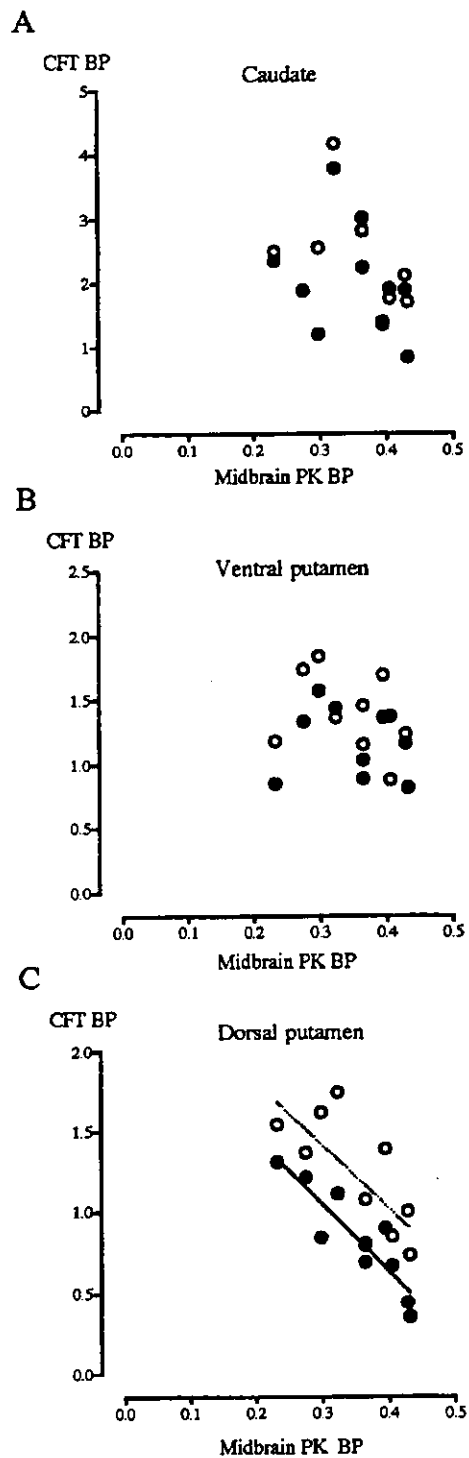 A
CFT BP
Caudate
5
4
3
2
1
0
0.0 0.1 0.2 0.3 0.4 0.5
Midbrain PK BP
B
CFT BP
Ventral putamen
2.5
2.0
1.5
1.0
0.5
0.0
0.0 0.1 0.2 0.3 0.4 0.5
Midbrain PK BP
C
CFT BP
Dorsal putamen
2.0
1.5
1.0
0.5
0.0
0.0 0.1 0.2 0.3 0.4 0.5
Midbrain PK BP